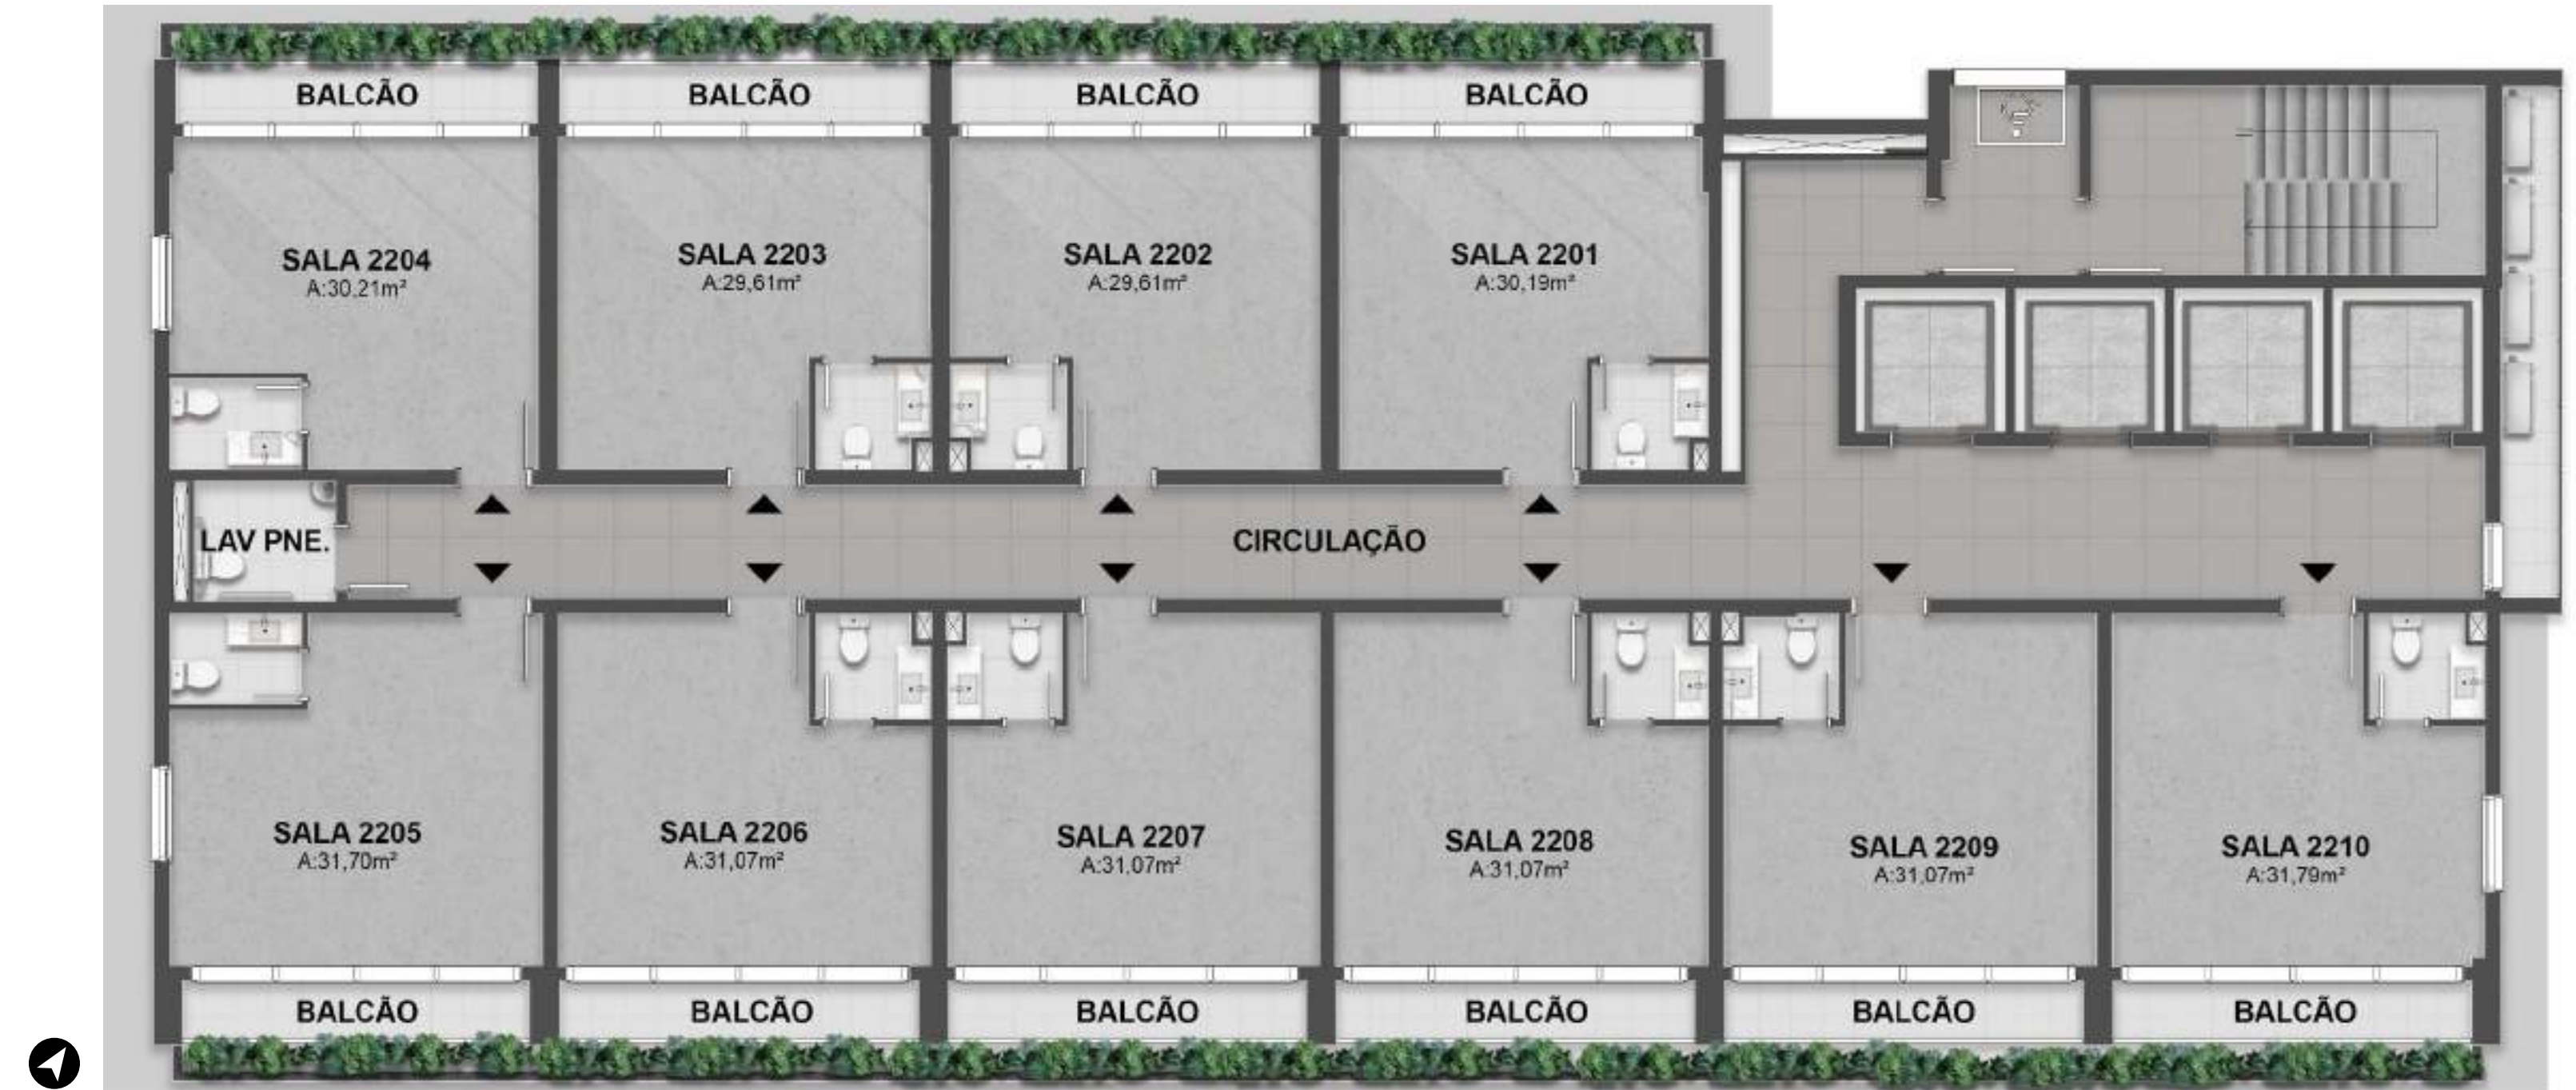 BALCÃO BALCÃO BALCÃO BALCÃO
SALA 2204
A:30,21m²
SALA 2203
A:29,61m²
SALA 2202
A:29,61m²
SALA 2201
A:30,19m²
LAV PNE.
CIRCULAÇÃO
SALA 2205
A:31,70m²
SALA 2206
A:31,07m²
SALA 2207
A:31,07m²
SALA 2208
A:31,07m²
SALA 2209
A:31,07m²
SALA 2210
A:31,79m²
BALCÃO BALCÃO BALCÃO BALCÃO BALCÃO BALCÃO